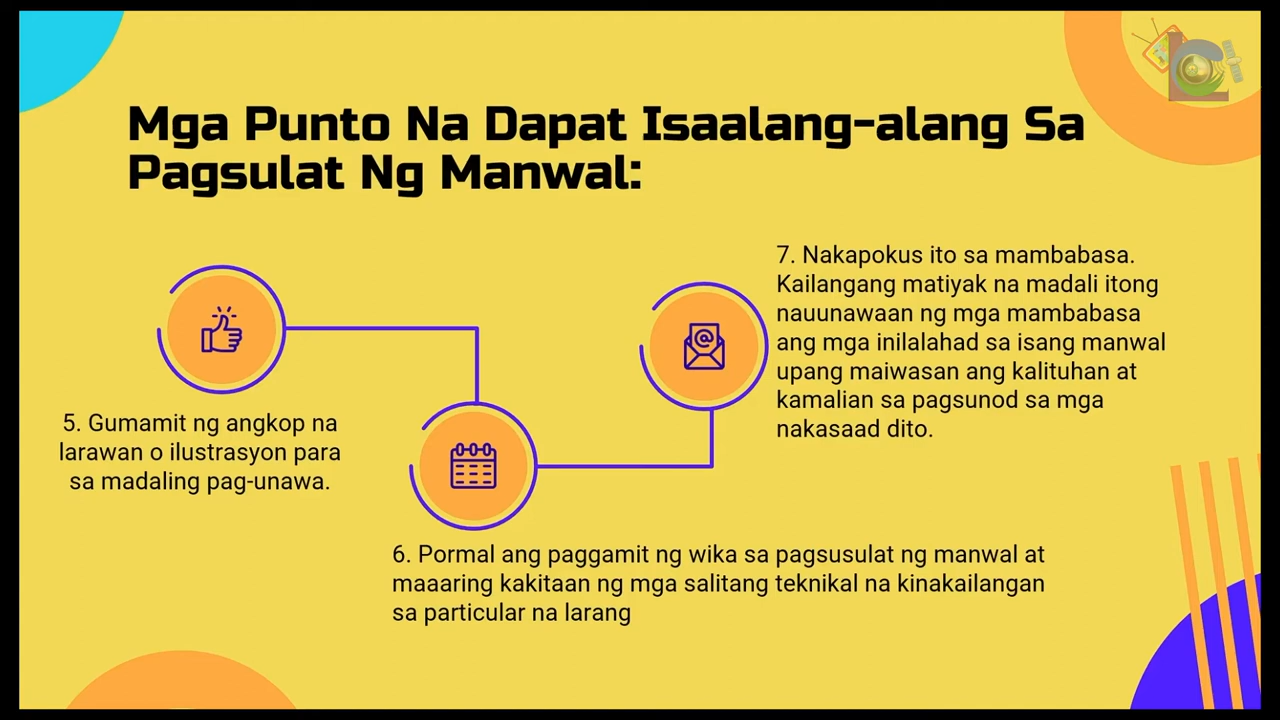 Mga Punto Na Dapat Isaalang-alang Sa
Pagsulat Ng Manwal:
5. Gumamit ng angkop na
larawan o ilustrasyon para
sa madaling pag-unawa.
6. Pormal ang paggamit ng wika sa pagsusulat ng manwal at
maaaring kakitaan ng mga salitang teknikal na kinakailangan
sa particular na larang
7. Nakapokus ito sa mambabasa.
Kailangang matiyak na madali itong
nauunawaan ng mga mambabasa
ang mga inilalahad sa isang manwal
upang maiwasan ang kalituhan at
kamalian sa pagsunod sa mga
nakasaad dito.